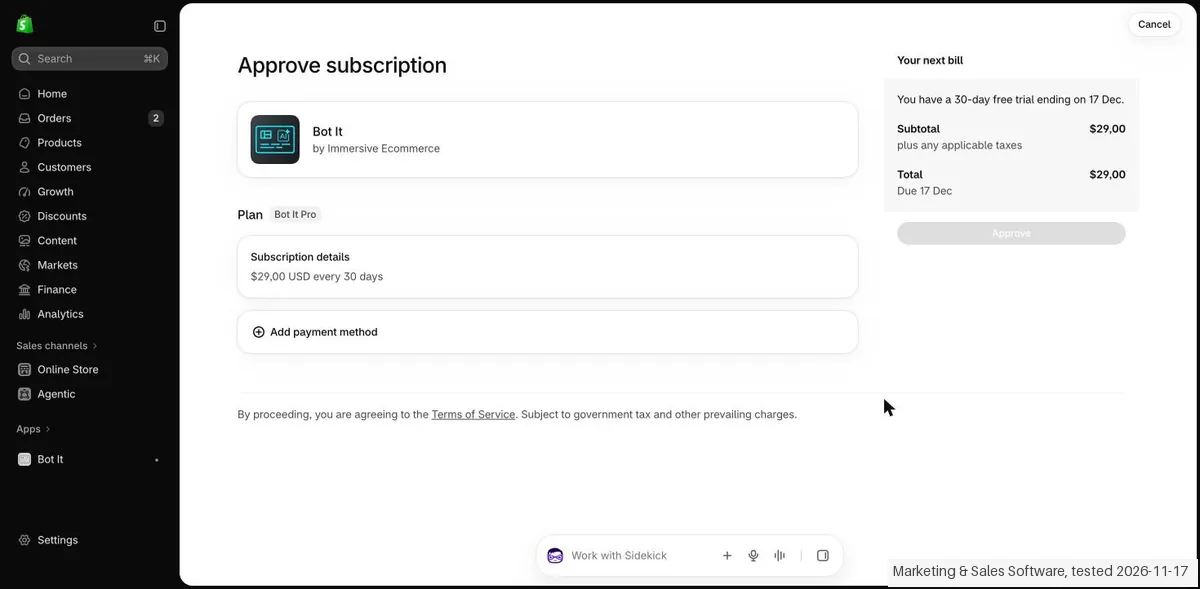 Search ⌘K
Home
Orders 2
Products
Customers
Growth
Discounts
Content
Markets
Finance
Analytics
Sales channels
Online Store
Agentic
Apps
Bot It
Settings
Cancel
Approve subscription
AI
Bot It
by Immersive Ecommerce
Plan Bot It Pro
Subscription details
$29,00 USD every 30 days
Add payment method
By proceeding, you are agreeing to the Terms of Service. Subject to government tax and other prevailing charges.
Your next bill
You have a 30-day free trial ending on 17 Dec.
Subtotal $29,00
plus any applicable taxes
Total $29,00
Due 17 Dec
Approve
Work with Sidekick
Marketing & Sales Software, tested 2026-11-17